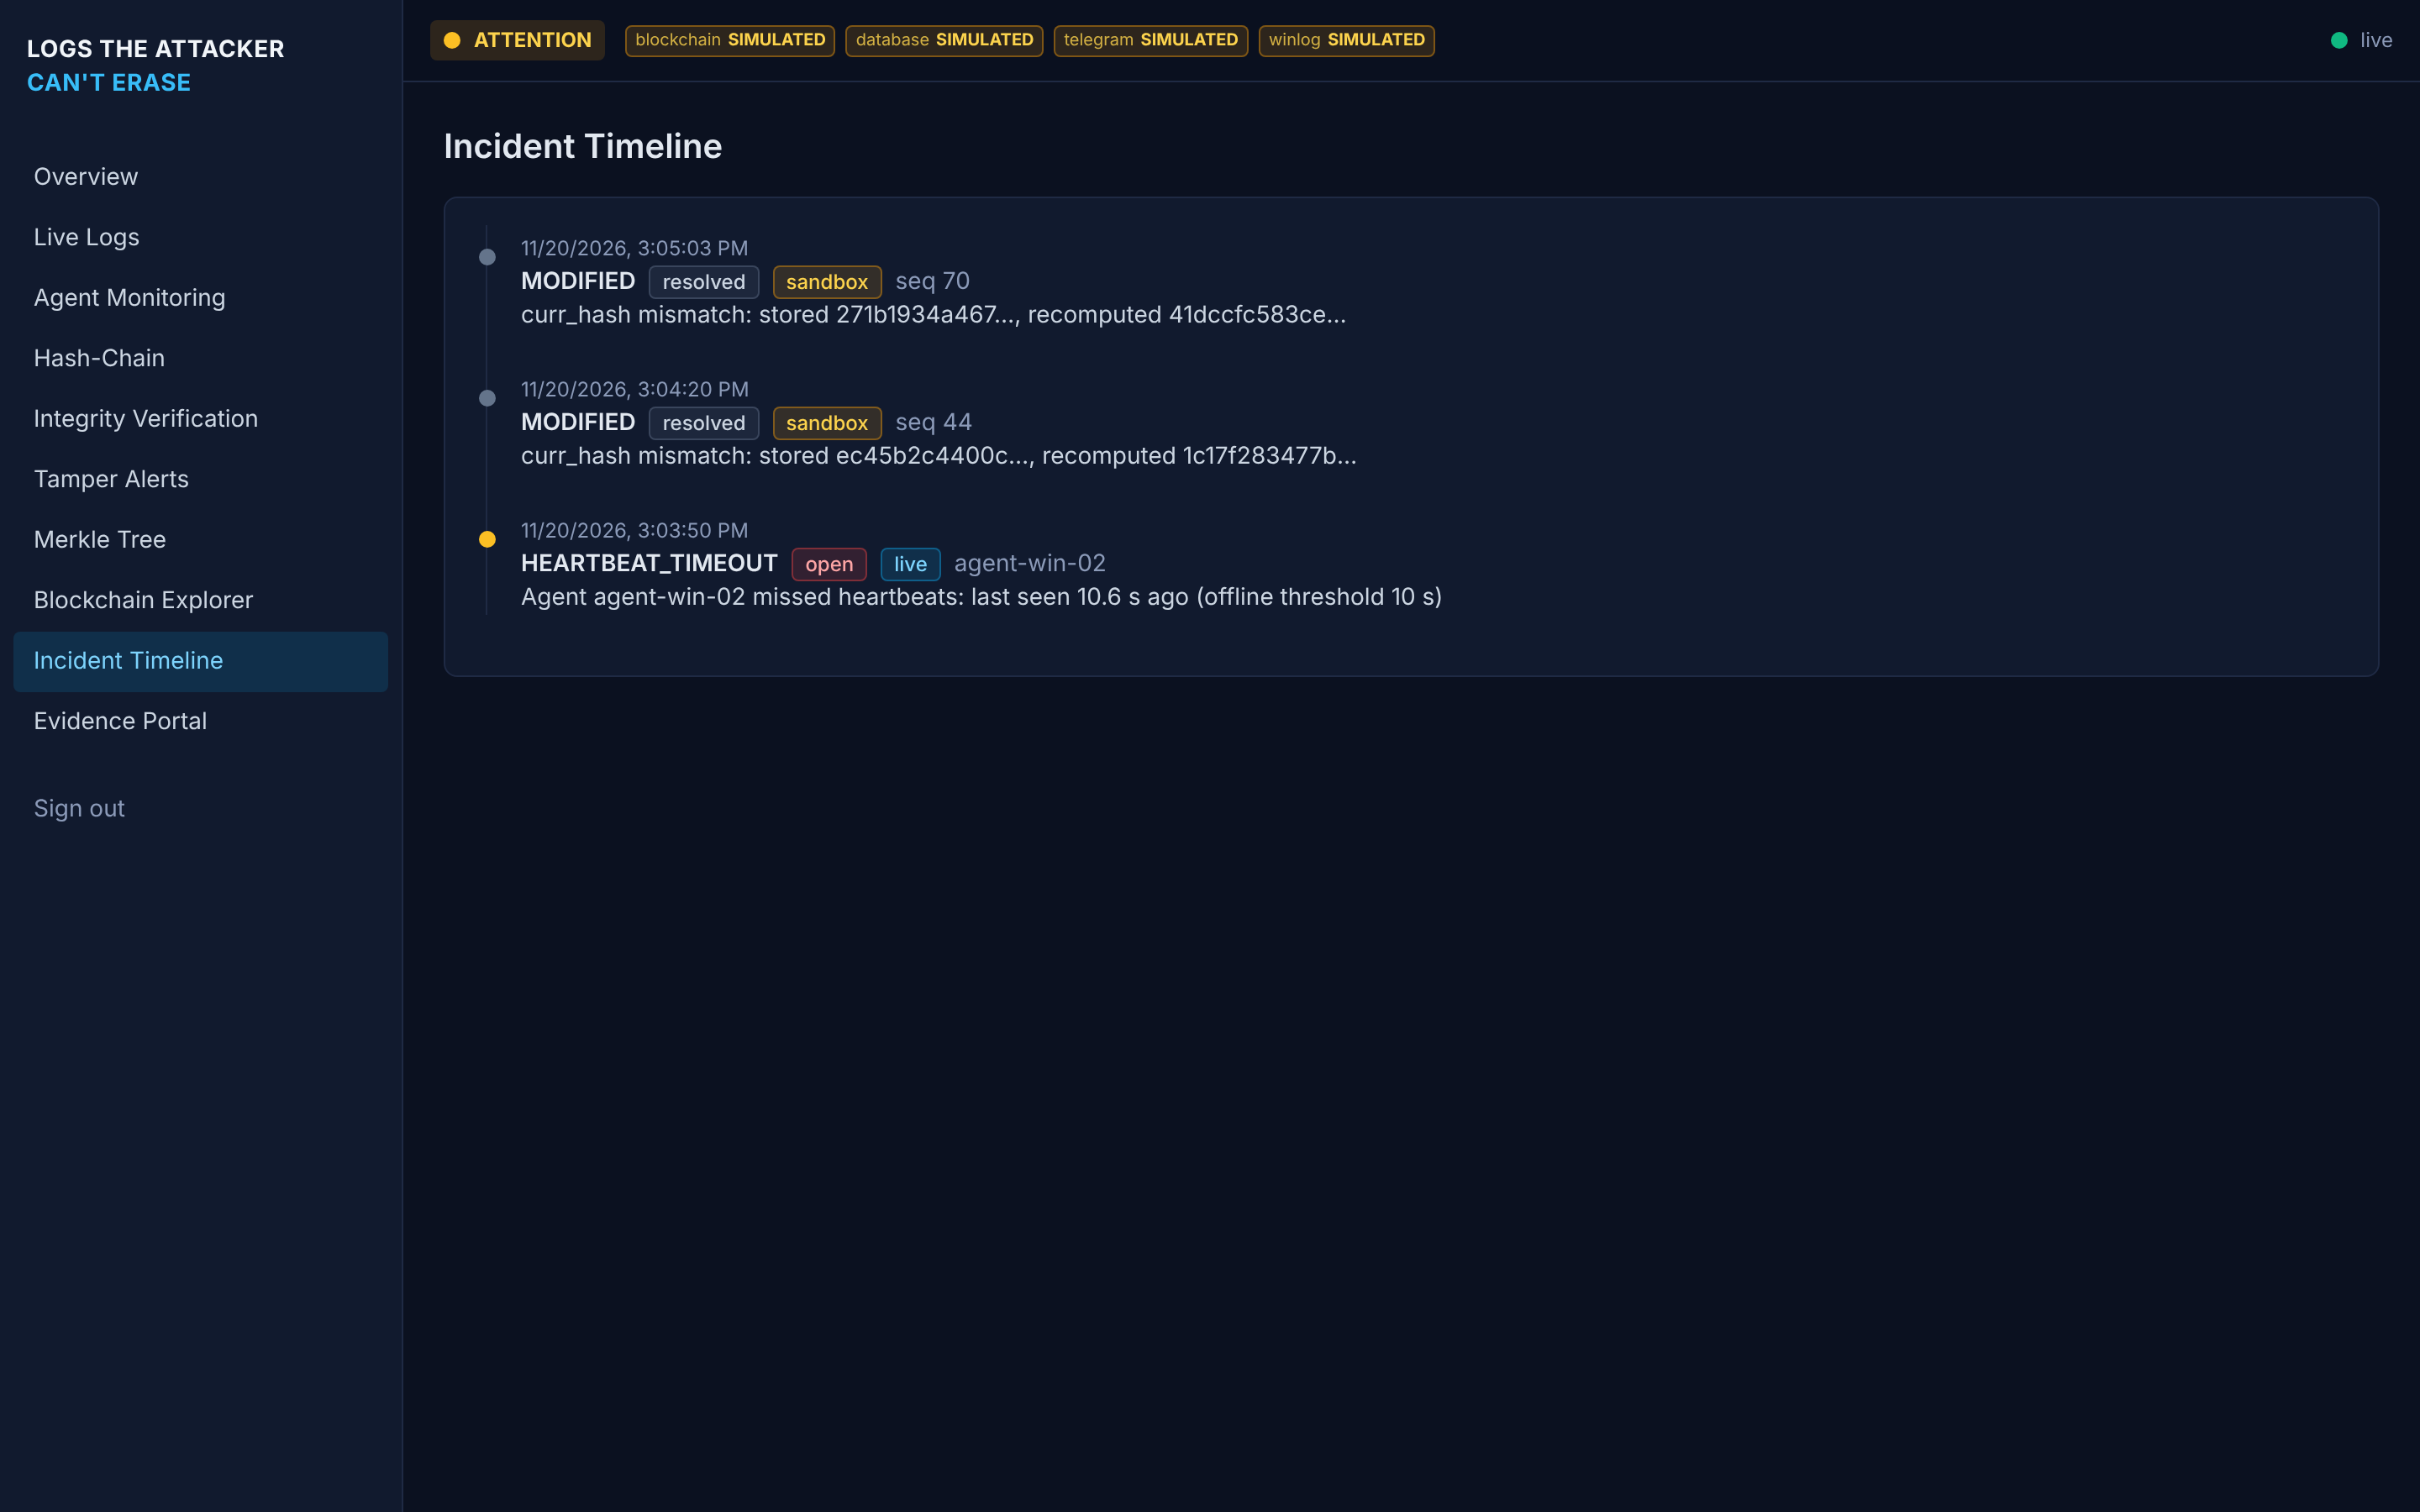 LOGS THE ATTACKER
CAN'T ERASE
Overview
Live Logs
Agent Monitoring
Hash-Chain
Integrity Verification
Tamper Alerts
Merkle Tree
Blockchain Explorer
Incident Timeline
Evidence Portal
Sign out
ATTENTION blockchain SIMULATED database SIMULATED telegram SIMULATED winlog SIMULATED live
Incident Timeline
11/20/2026, 3:05:03 PM
MODIFIED resolved sandbox seq 70
curr_hash mismatch: stored 271b1934a467…, recomputed 41dccfc583ce…
11/20/2026, 3:04:20 PM
MODIFIED resolved sandbox seq 44
curr_hash mismatch: stored ec45b2c4400c…, recomputed 1c17f283477b…
11/20/2026, 3:03:50 PM
HEARTBEAT_TIMEOUT open live agent-win-02
Agent agent-win-02 missed heartbeats: last seen 10.6 s ago (offline threshold 10 s)